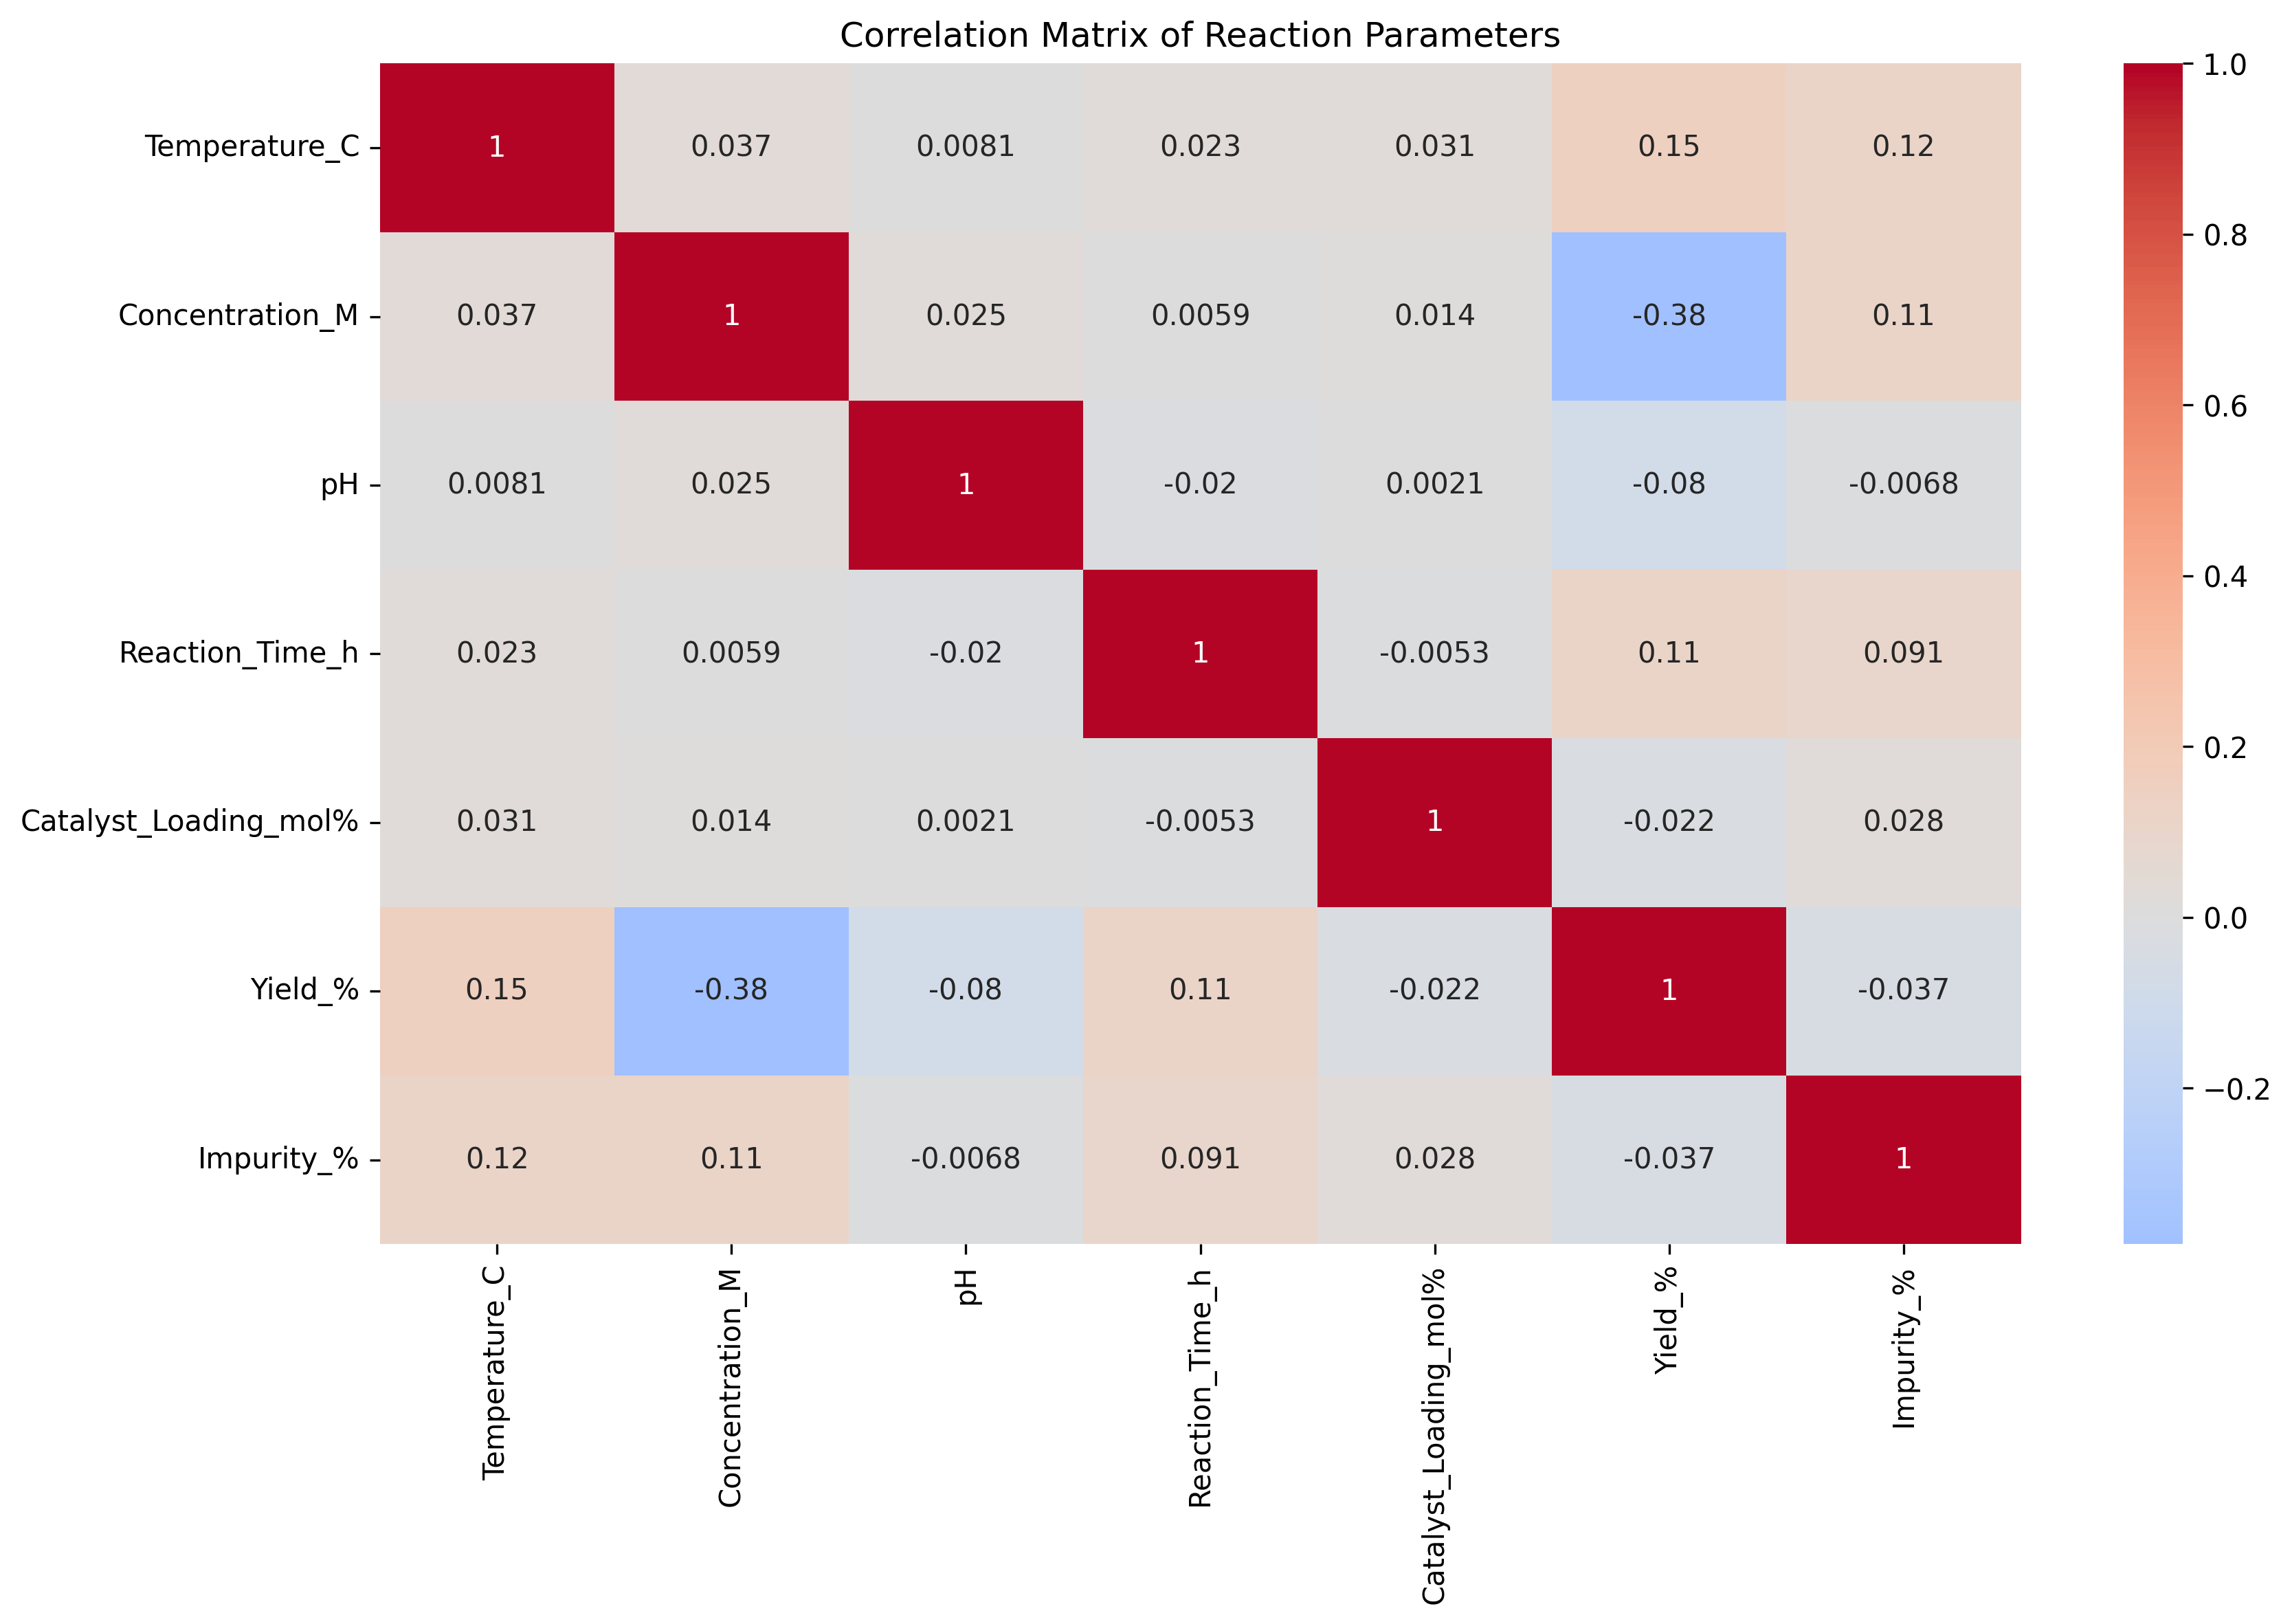 Correlation Matrix of Reaction Parameters
Temperature_C 1 0.037 0.0081 0.023 0.031 0.15 0.12
Concentration_M 0.037 1 0.025 0.0059 0.014 -0.38 0.11
pH 0.0081 0.025 1 -0.02 0.0021 -0.08 -0.0068
Reaction_Time_h 0.023 0.0059 -0.02 1 -0.0053 0.11 0.091
Catalyst_Loading_mol% 0.031 0.014 0.0021 -0.0053 1 -0.022 0.028
Yield_% 0.15 -0.38 -0.08 0.11 -0.022 1 -0.037
Impurity_% 0.12 0.11 -0.0068 0.091 0.028 -0.037 1
Temperature_C
Concentration_M
pH
Reaction_Time_h
Catalyst_Loading_mol%
Yield_%
Impurity_%
1.0
0.8
0.6
0.4
0.2
0.0
−0.2